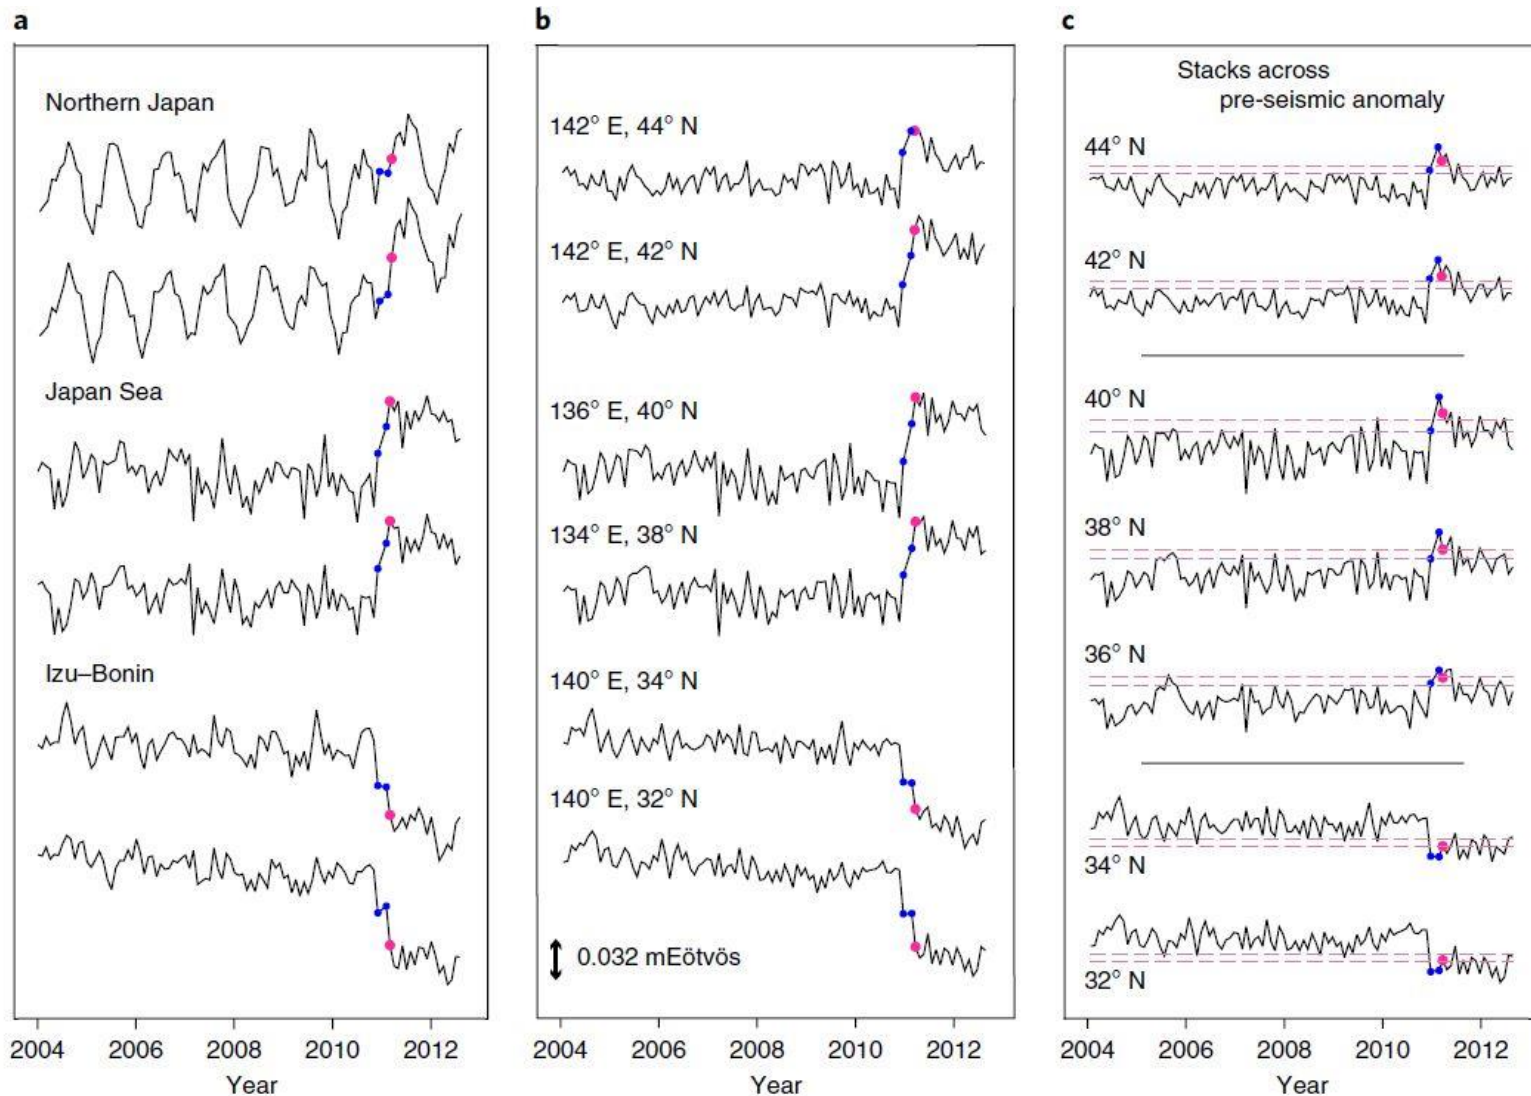 a
Northern Japan
Japan Sea
Izu–Bonin
2004 2006 2008 2010 2012
Year
b
142° E, 44° N
142° E, 42° N
136° E, 40° N
134° E, 38° N
140° E, 34° N
140° E, 32° N
0.032 mEötvös
2004 2006 2008 2010 2012
Year
c
Stacks across
pre-seismic anomaly
44° N
42° N
40° N
38° N
36° N
34° N
32° N
2004 2006 2008 2010 2012
Year